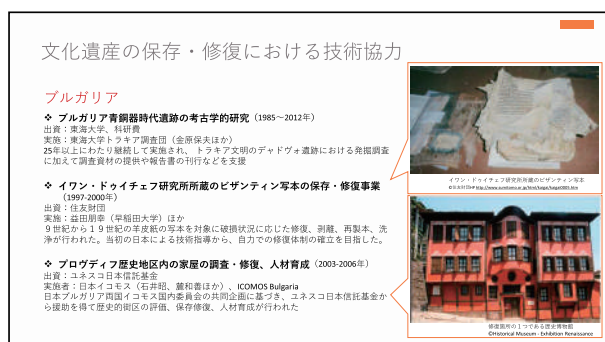 文化遺産の保存・修復における技術協力
ブルガリア
❖ ブルガリア青銅器時代遺跡の考古学的研究（1985～2012年）
出資：東海大学、科研費
実施：東海大学トラキア調査団（金原保夫ほか）
25年以上にわたり継続して実施され、トラキア文明のデャドヴォ遺跡における発掘調査
に加えて調査資材の提供や報告書の刊行などを支援
❖ イワン・ドゥイチェフ研究所所蔵のビザンティン写本の保存・修復事業
（1997-2000年）
出資：住友財団
実施：益田朋幸（早稲田大学）ほか
９世紀から１９世紀の羊皮紙の写本を対象に破損状況に応じた修復、剥離、再製本、洗
浄が行われた。当初の日本による技術指導から、自力での修復体制の確立を目指した。
❖ プロヴディフ歴史地区内の家屋の調査・修復、人材育成（2003-2006年）
出資：ユネスコ日本信託基金
実施者：日本イコモス（石井昭、麓和善ほか）、ICOMOS Bulgaria
日本ブルガリア両国イコモス国内委員会の共同企画に基づき、ユネスコ日本信託基金か
ら援助を得て歴史的街区の評価、保存修復、人材育成が行われた
イワン・ドゥイチェフ研究所所蔵のビザンティン写本
©住友財団HP http://www.sumitomo.or.jp/html/kaigai/kaiga0005.htm
修復箇所の１つである歴史博物館
©Historical Museum - Exhibition Renaissance